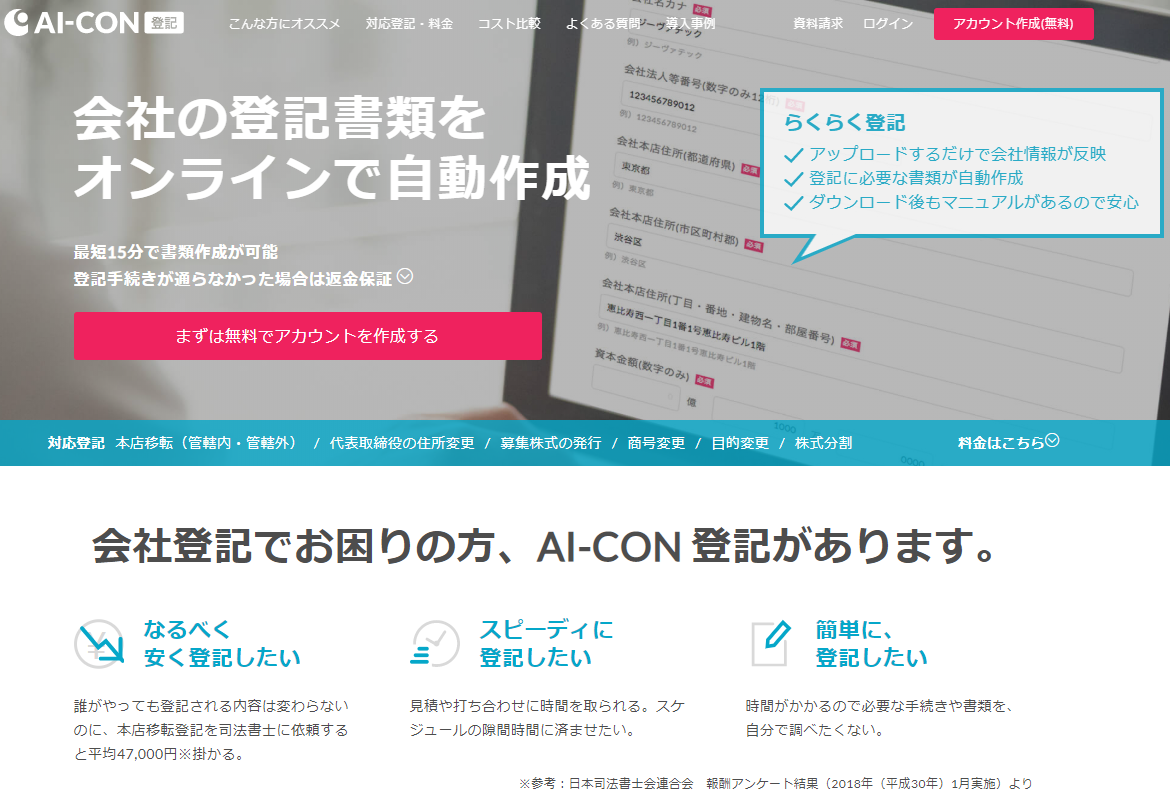 AI-CON 登記
こんな方にオススメ 対応登記・料金 コスト比較 よくある質問 導入事例 資料請求 ログイン アカウント作成(無料)
会社の登記書類を
オンラインで自動作成
最短15分で書類作成が可能
登記手続きが通らなかった場合は返金保証
まずは無料でアカウントを作成する
会社名カナ 必須
ジーヴァテック
例）ジーヴァテック
会社法人等番号(数字のみ12桁) 必須
123456789012
例）123456789012
会社本店住所(都道府県) 必須
東京都
例）東京都
会社本店住所(市区町村郡) 必須
渋谷区
例）渋谷区
会社本店住所(丁目・番地・建物名・部屋番号) 必須
恵比寿西一丁目1番1号恵比寿ビル1階
例）恵比寿西一丁目1番1号恵比寿ビル1階
資本金額(数字のみ) 必須
億
1000
0000
らくらく登記
アップロードするだけで会社情報が反映
登記に必要な書類が自動作成
ダウンロード後もマニュアルがあるので安心
対応登記 本店移転（管轄内・管轄外） / 代表取締役の住所変更 / 募集株式の発行 / 商号変更 / 目的変更 / 株式分割 料金はこちら
会社登記でお困りの方、AI-CON 登記があります。
なるべく
安く登記したい
誰がやっても登記される内容は変わらない
のに、本店移転登記を司法書士に依頼する
と平均47,000円※掛かる。
スピーディに
登記したい
見積や打ち合わせに時間を取られる。スケ
ジュールの隙間時間に済ませたい。
簡単に、
登記したい
時間がかかるので必要な手続きや書類を、
自分で調べたくない。
※参考：日本司法書士会連合会 報酬アンケート結果（2018年（平成30年）1月実施）より